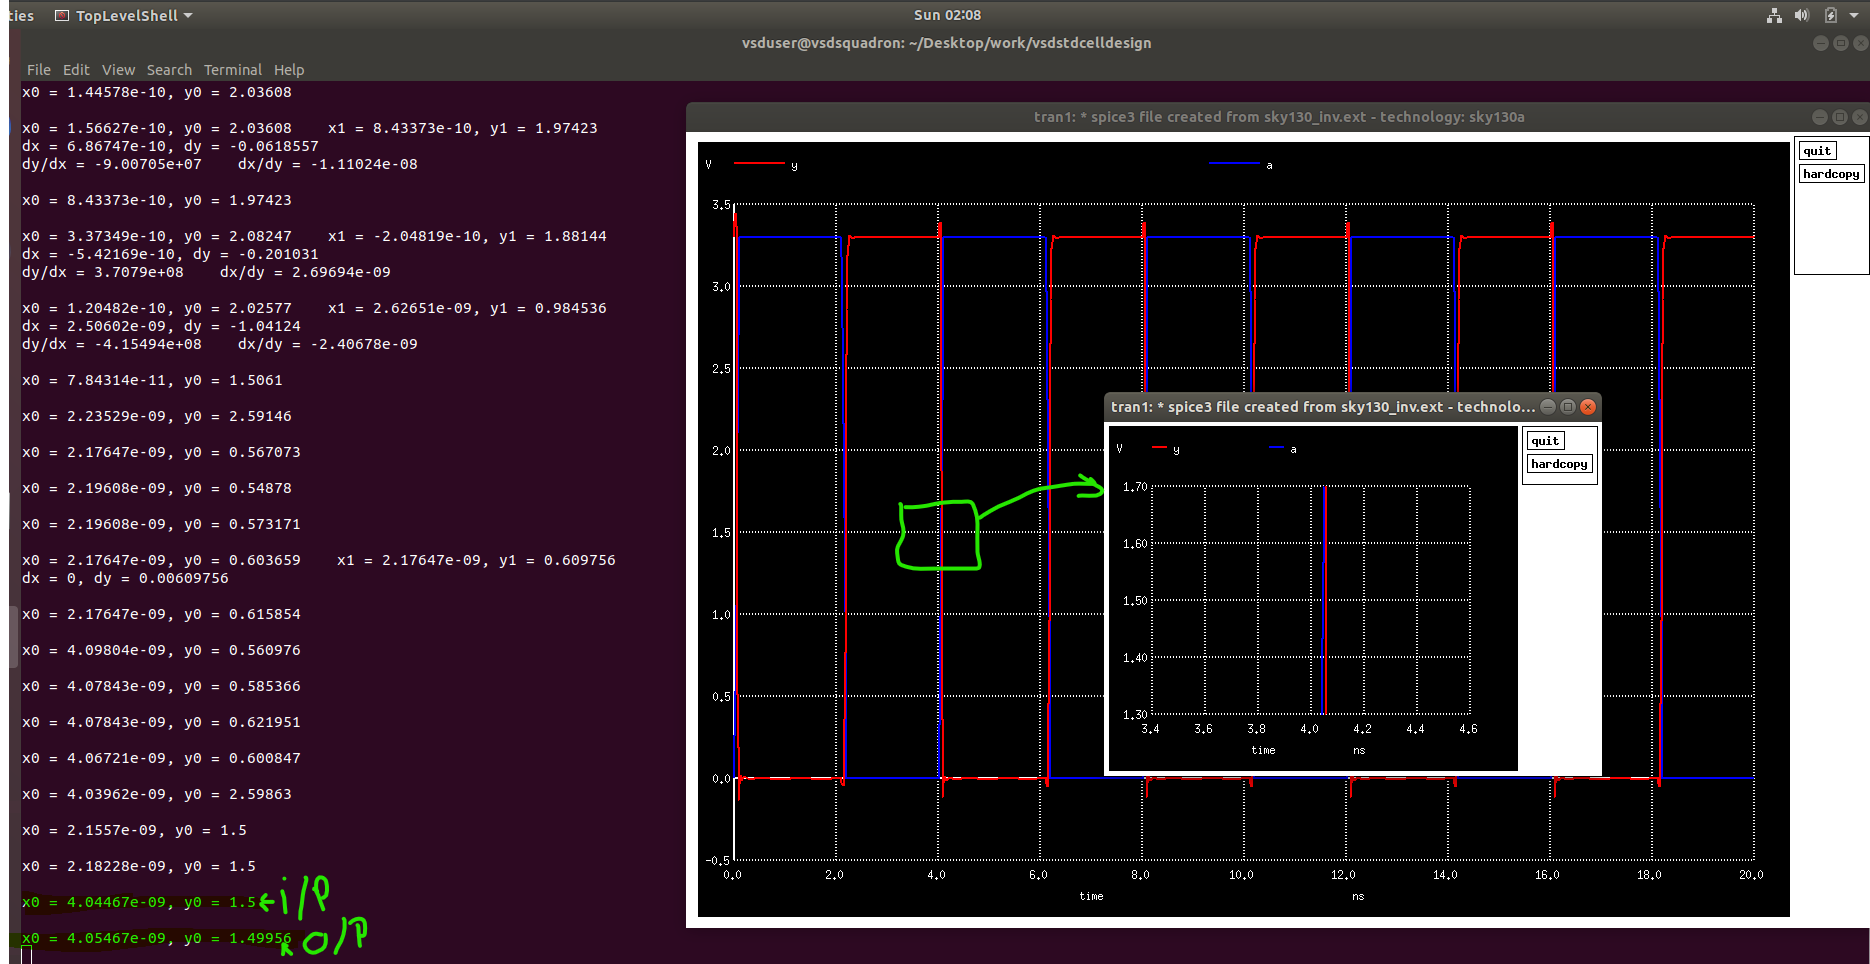 ties TopLevelShell Sun 02:08
vsduser@vsdsquadron: ~/Desktop/work/vsdstdcelldesign
File Edit View Search Terminal Help
x0 = 1.44578e-10, y0 = 2.03608
x0 = 1.56627e-10, y0 = 2.03608 x1 = 8.43373e-10, y1 = 1.97423
dx = 6.86747e-10, dy = -0.0618557
dy/dx = -9.00705e+07 dx/dy = -1.11024e-08
x0 = 8.43373e-10, y0 = 1.97423
x0 = 3.37349e-10, y0 = 2.08247 x1 = -2.04819e-10, y1 = 1.88144
dx = -5.42169e-10, dy = -0.201031
dy/dx = 3.7079e+08 dx/dy = 2.69694e-09
x0 = 1.20482e-10, y0 = 2.02577 x1 = 2.62651e-09, y1 = 0.984536
dx = 2.50602e-09, dy = -1.04124
dy/dx = -4.15494e+08 dx/dy = -2.40678e-09
x0 = 7.84314e-11, y0 = 1.5061
x0 = 2.23529e-09, y0 = 2.59146
x0 = 2.17647e-09, y0 = 0.567073
x0 = 2.19608e-09, y0 = 0.54878
x0 = 2.19608e-09, y0 = 0.573171
x0 = 2.17647e-09, y0 = 0.603659 x1 = 2.17647e-09, y1 = 0.609756
dx = 0, dy = 0.00609756
x0 = 2.17647e-09, y0 = 0.615854
x0 = 4.09804e-09, y0 = 0.560976
x0 = 4.07843e-09, y0 = 0.585366
x0 = 4.07843e-09, y0 = 0.621951
x0 = 4.06721e-09, y0 = 0.600847
x0 = 4.03962e-09, y0 = 2.59863
x0 = 2.1557e-09, y0 = 1.5
x0 = 2.18228e-09, y0 = 1.5
x0 = 4.04467e-09, y0 = 1.5 i/P
x0 = 4.05467e-09, y0 = 1.49956 O/P
tran1: * spice3 file created from sky130_inv.ext - technology: sky130a
quit
hardcopy
V y a
3.5
3.0
2.5
2.0
1.5
1.0
0.5
0.0
-0.5
0.0 2.0 4.0 6.0 8.0 10.0 12.0 14.0 16.0 18.0 20.0
time ns
tran1: * spice3 file created from sky130_inv.ext - technolo...
quit
hardcopy
V y a
1.70
1.60
1.50
1.40
1.30
3.4 3.6 3.8 4.0 4.2 4.4 4.6
time ns